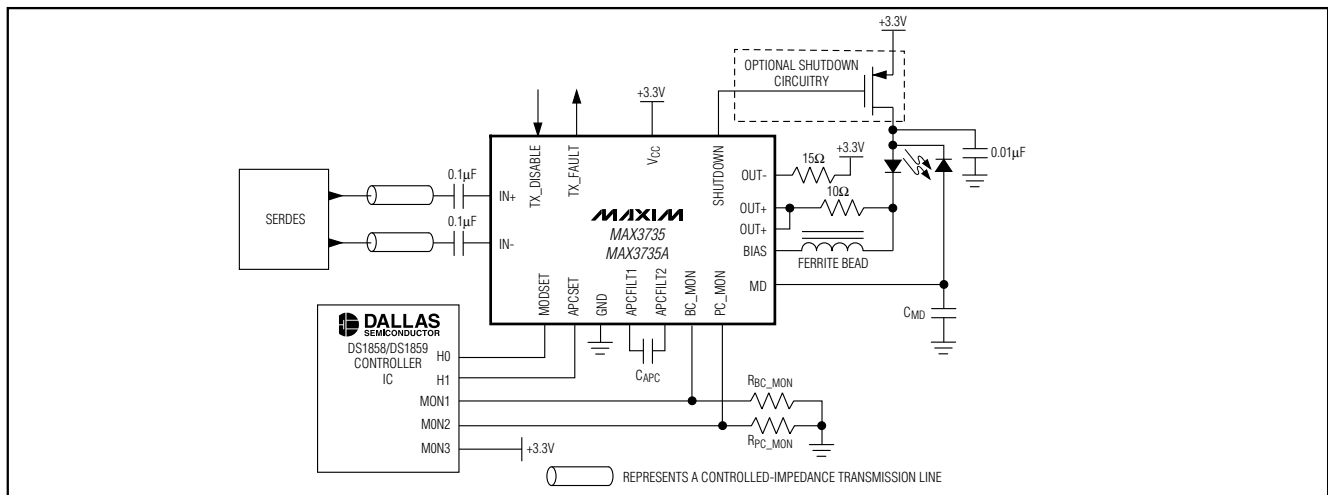 +3.3V
OPTIONAL SHUTDOWN
CIRCUITRY
+3.3V
0.01µF
TX_DISABLE
TX_FAULT
VCC
SHUTDOWN
+3.3V
15Ω
OUT-
10Ω
OUT+
OUT+
BIAS
FERRITE BEAD
MD
CMD
SERDES
0.1µF
IN+
0.1µF
IN-
MAXIM
MAX3735
MAX3735A
MODSET
APCSET
GND
APCFILT1
APCFILT2
BC_MON
PC_MON
CAPC
DALLAS
SEMICONDUCTOR
DS1858/DS1859
CONTROLLER
IC
H0
H1
MON1
MON2
MON3
+3.3V
RBC_MON
RPC_MON
REPRESENTS A CONTROLLED-IMPEDANCE TRANSMISSION LINE